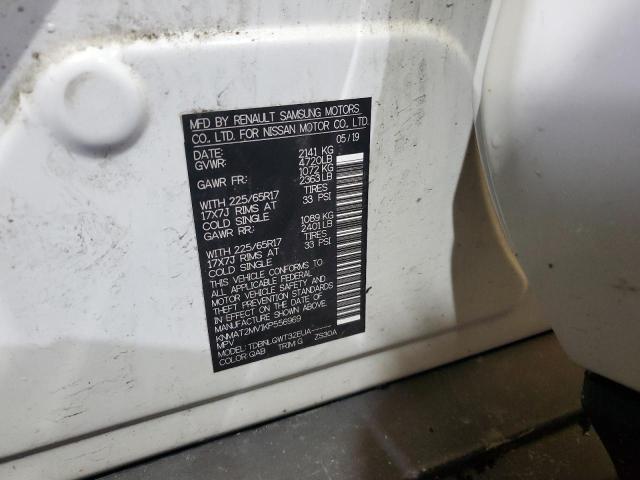 MFD BY RENAULT SAMSUNG MOTORS
CO., LTD. FOR NISSAN MOTOR CO., LTD.
DATE: 05/19
GVWR: 2141 KG
4720LB
GAWR FR: 1072 KG
2363LB
WITH 225/65R17 TIRES
17X7J RIMS AT 33 PSI
COLD SINGLE
GAWR RR: 1089 KG
2401LB
WITH 225/65R17 TIRES
17X7J RIMS AT 33 PSI
COLD SINGLE
THIS VEHICLE CONFORMS TO
ALL APPLICABLE FEDERAL
MOTOR VEHICLE SAFETY AND
THEFT PREVENTION STANDARDS
IN EFFECT ON THE DATE OF
MANUFACTURE SHOWN ABOVE.
KNMAT2MV1KP556969
MPV
MODEL: TDBNLQWT32EUA-----
COLOR QAB TRIM G ZS30A